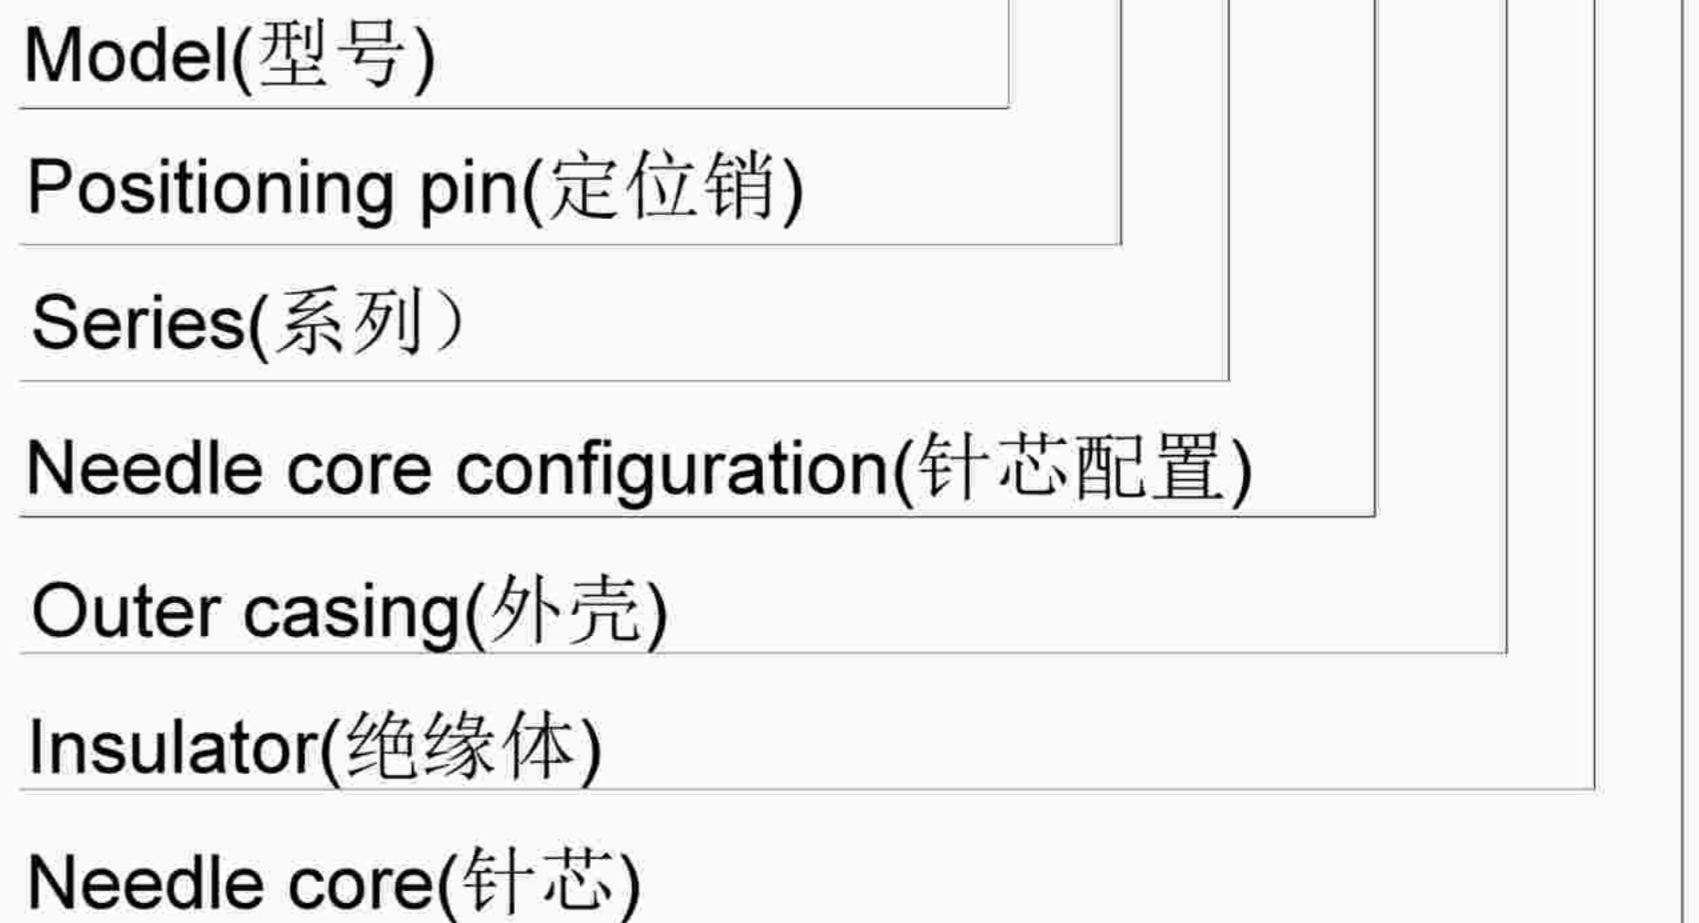 Model(型号)
Positioning pin(定位销)
Series(系列）
Needle core configuration(针芯配置)
Outer casing(外壳)
Insulator(绝缘体)
Needle core(针芯)